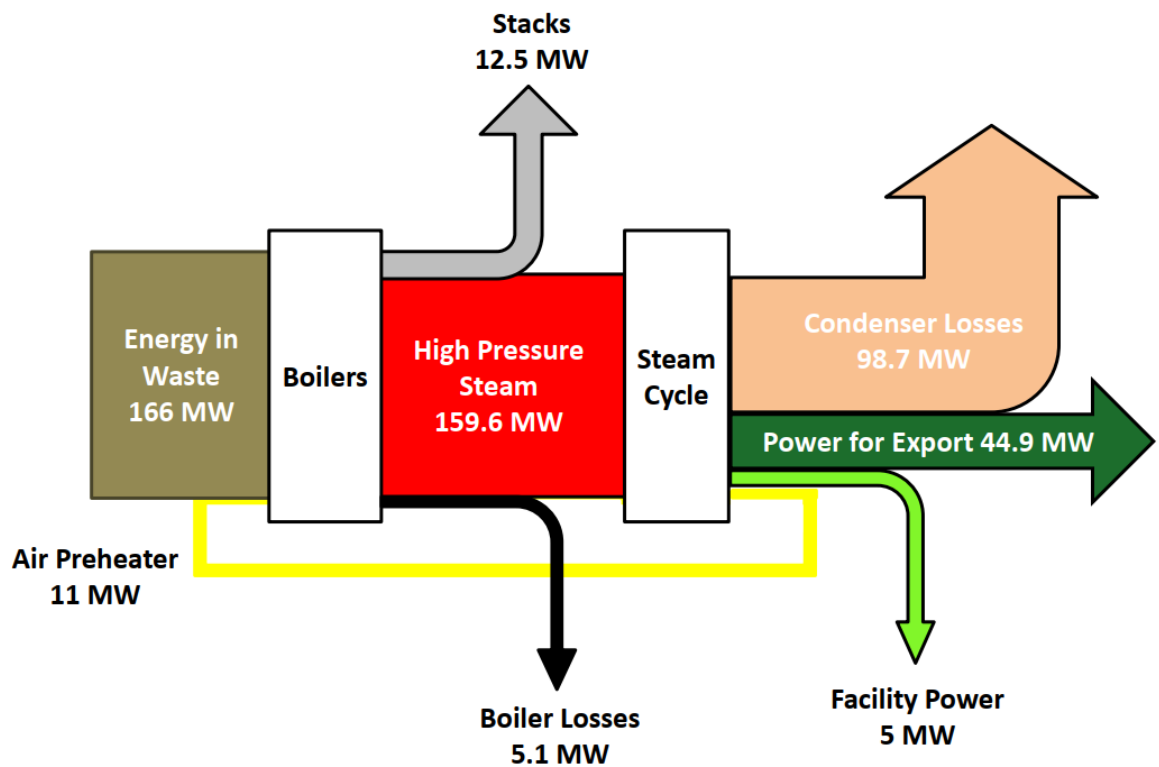 Stacks
12.5 MW
Energy in
Waste
166 MW
Boilers
High Pressure
Steam
159.6 MW
Steam
Cycle
Condenser Losses
98.7 MW
Power for Export 44.9 MW
Air Preheater
11 MW
Boiler Losses
5.1 MW
Facility Power
5 MW